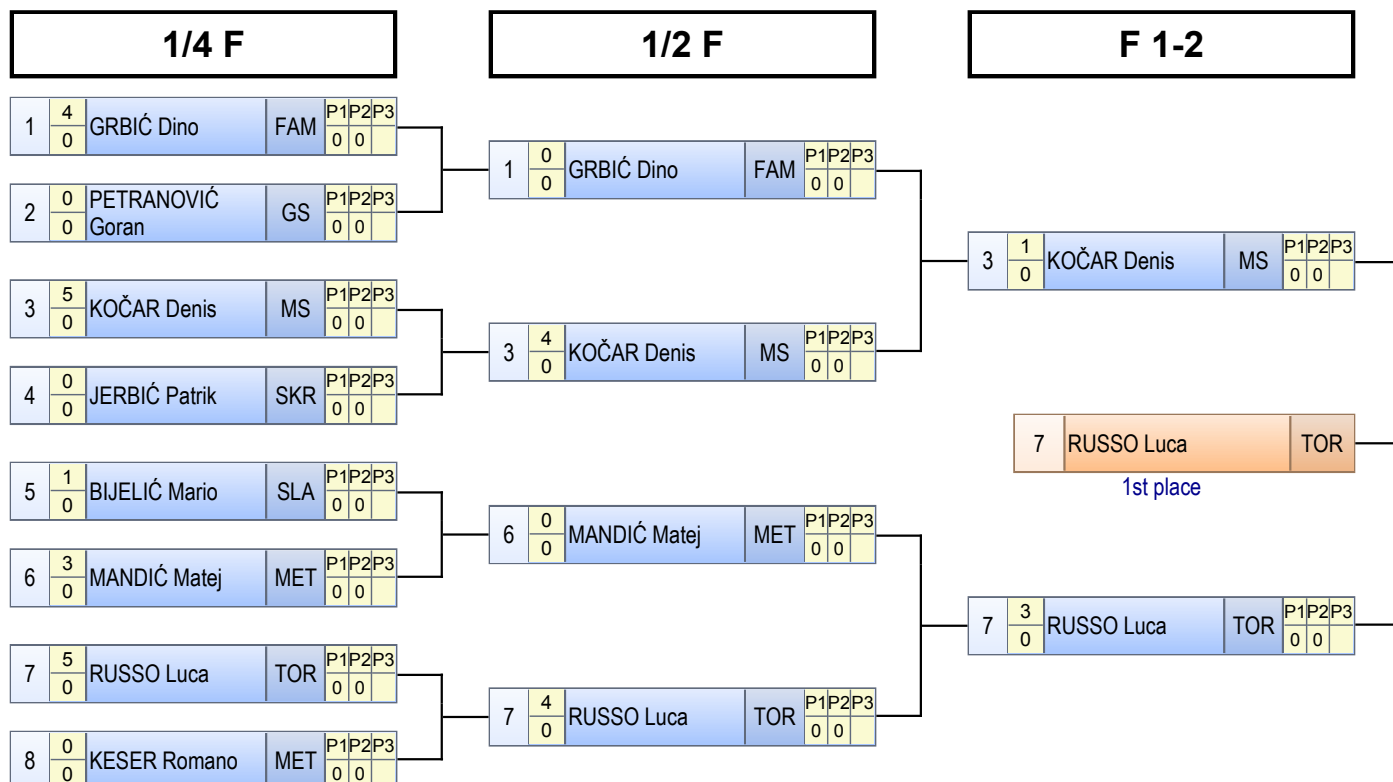 1/4 F
1/2 F
F 1-2
1 4 GRBIĆ Dino FAM P1 P2 P3
0 0 0
2 0 PETRANOVIĆ GS P1 P2 P3
0 Goran 0 0
3 5 KOČAR Denis MS P1 P2 P3
0 0 0
4 0 JERBIĆ Patrik SKR P1 P2 P3
0 0 0
5 1 BIJELIĆ Mario SLA P1 P2 P3
0 0 0
6 3 MANDIĆ Matej MET P1 P2 P3
0 0 0
7 5 RUSSO Luca TOR P1 P2 P3
0 0 0
8 0 KESER Romano MET P1 P2 P3
0 0 0
1 0 GRBIĆ Dino FAM P1 P2 P3
0 0 0
3 4 KOČAR Denis MS P1 P2 P3
0 0 0
6 0 MANDIĆ Matej MET P1 P2 P3
0 0 0
7 4 RUSSO Luca TOR P1 P2 P3
0 0 0
3 1 KOČAR Denis MS P1 P2 P3
0 0 0
7 RUSSO Luca TOR
1st place
7 3 RUSSO Luca TOR P1 P2 P3
0 0 0